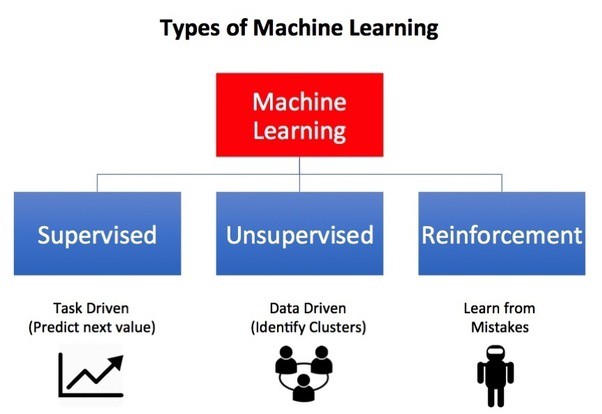 Types of Machine Learning
Machine
Learning
Supervised
Unsupervised
Reinforcement
Task Driven
(Predict next value)
Data Driven
(Identify Clusters)
Learn from
Mistakes